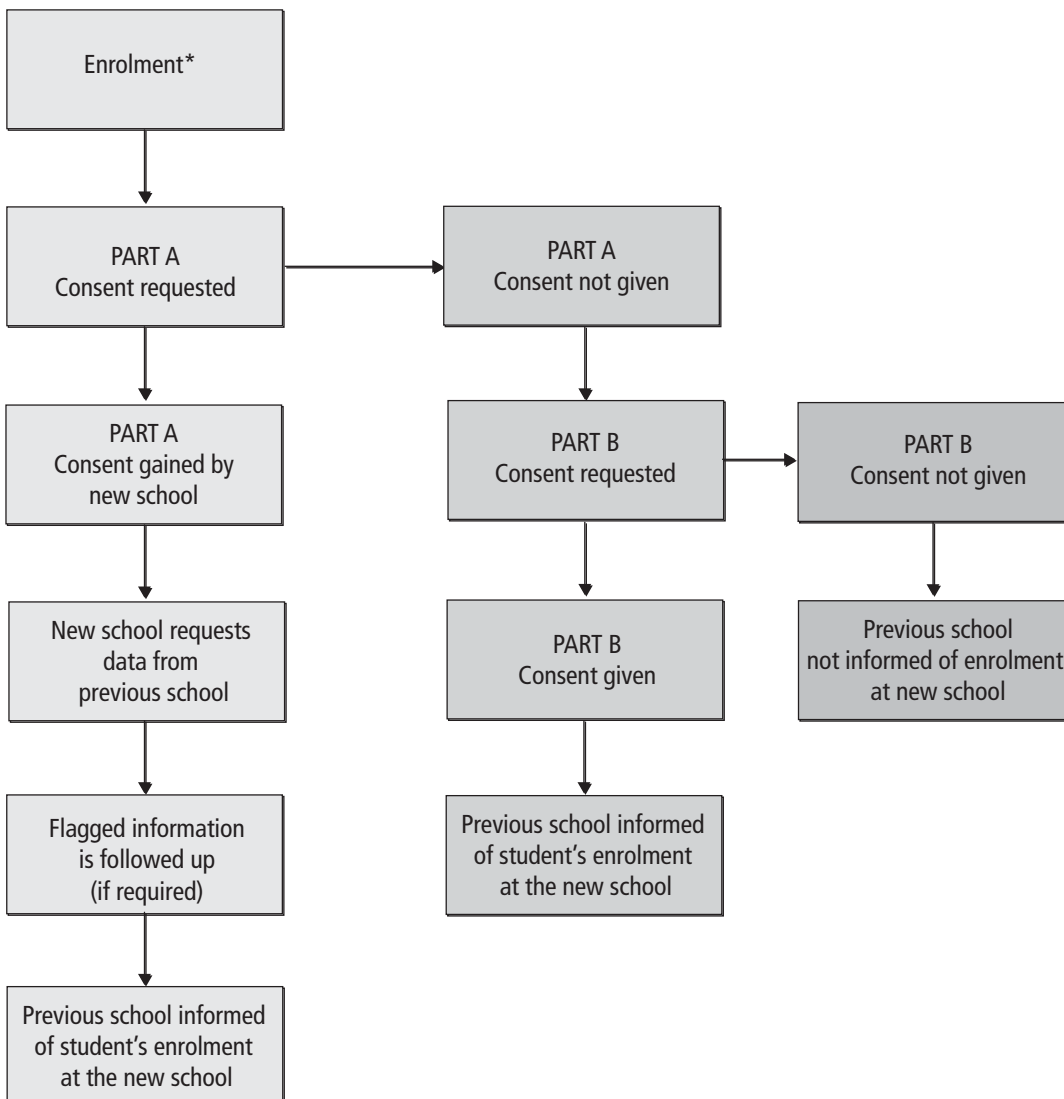 Enrolment*
PART A
Consent requested
PART A
Consent not given
PART A
Consent gained by
new school
PART B
Consent requested
PART B
Consent not given
New school requests
data from
previous school
PART B
Consent given
Previous school
not informed of enrolment
at new school
Flagged information
is followed up
(if required)
Previous school informed
of student’s enrolment
at the new school
Previous school informed
of student’s enrolment
at the new school